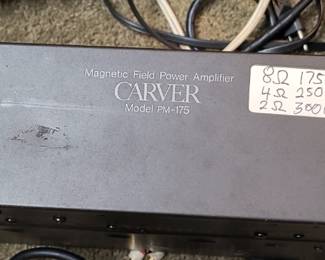 Magnetic Field Power Amplifier
CARVER
Model PM-175
8Ω 175
4Ω 250
2Ω 300